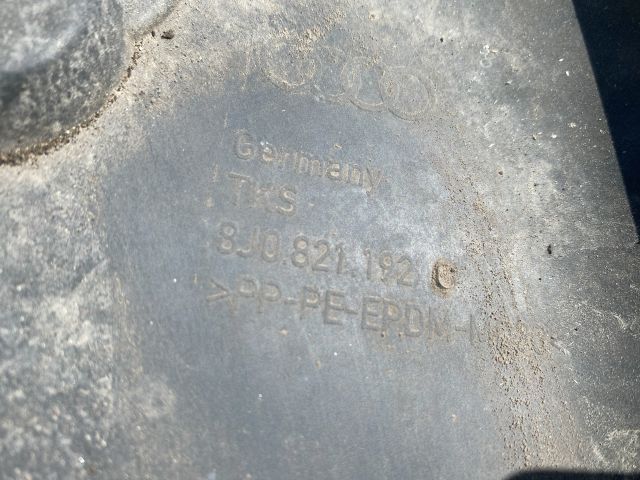 Germany
TKS
8J0.821.192
>PP-PE-EPDM-